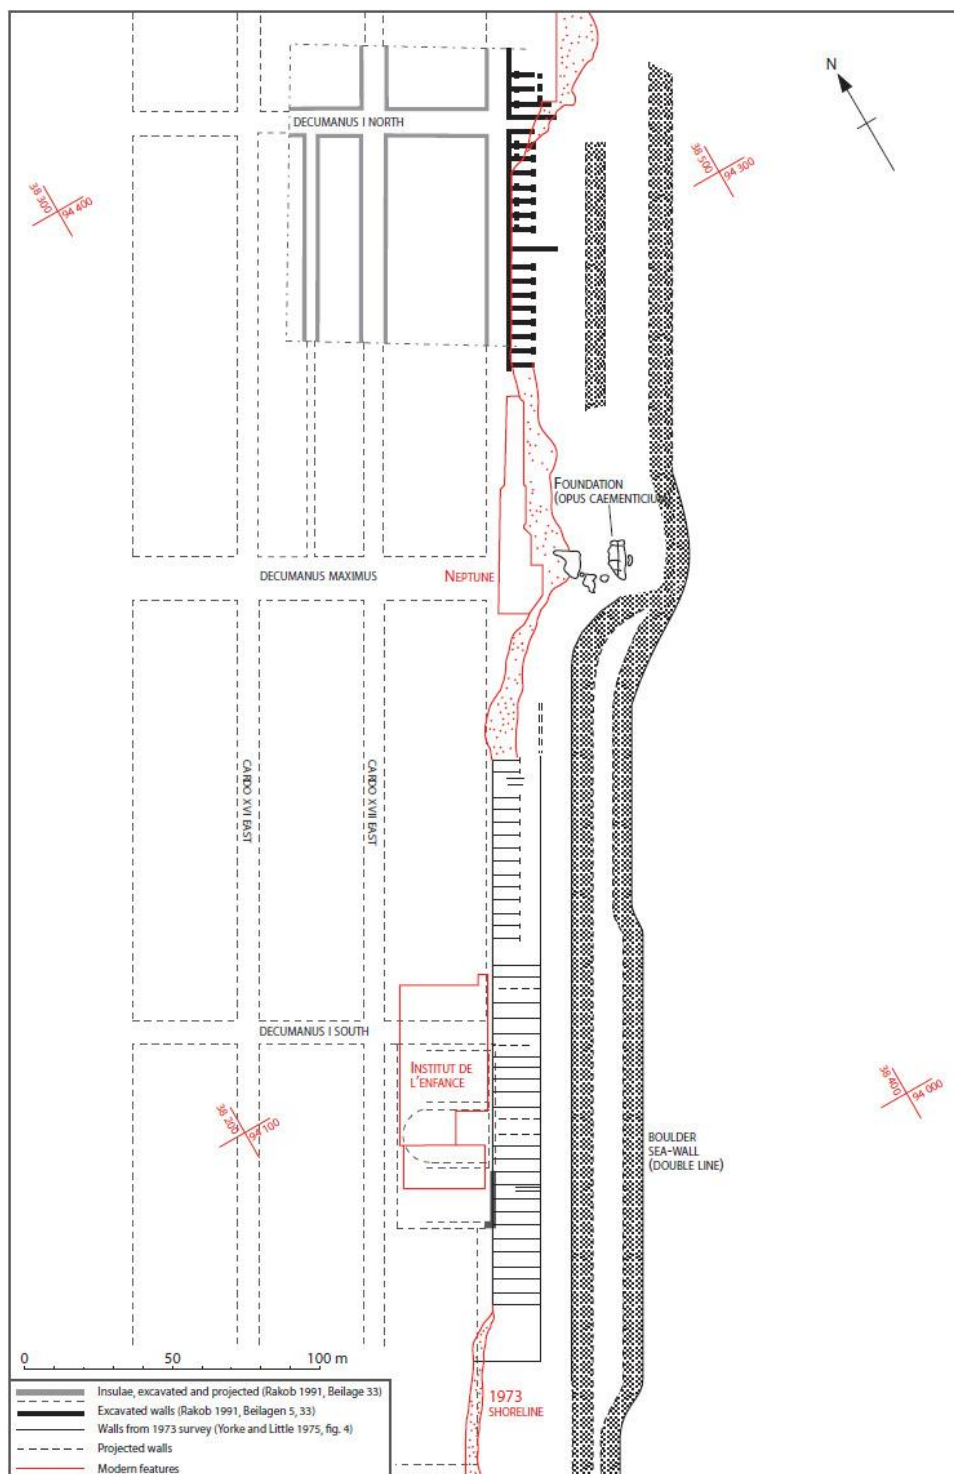 N
DECUMANUS I NORTH
38 300
94 400
38 500
94 300
FOUNDATION
(OPUS CAEMENTICIUM)
DECUMANUS MAXIMUS
NEPTUNE
CARDO XVI EAST
CARDO XVII EAST
DECUMANUS I SOUTH
INSTITUT DE
L'ENFANCE
38 200
94 100
38 400
94 000
BOULDER
SEA-WALL
(DOUBLE LINE)
0 50 100 m
1973
SHORELINE
Insulae, excavated and projected (Rakob 1991, Beilage 33)
Excavated walls (Rakob 1991, Beilagen 5, 33)
Walls from 1973 survey (Yorke and Little 1975, fig. 4)
Projected walls
Modern features